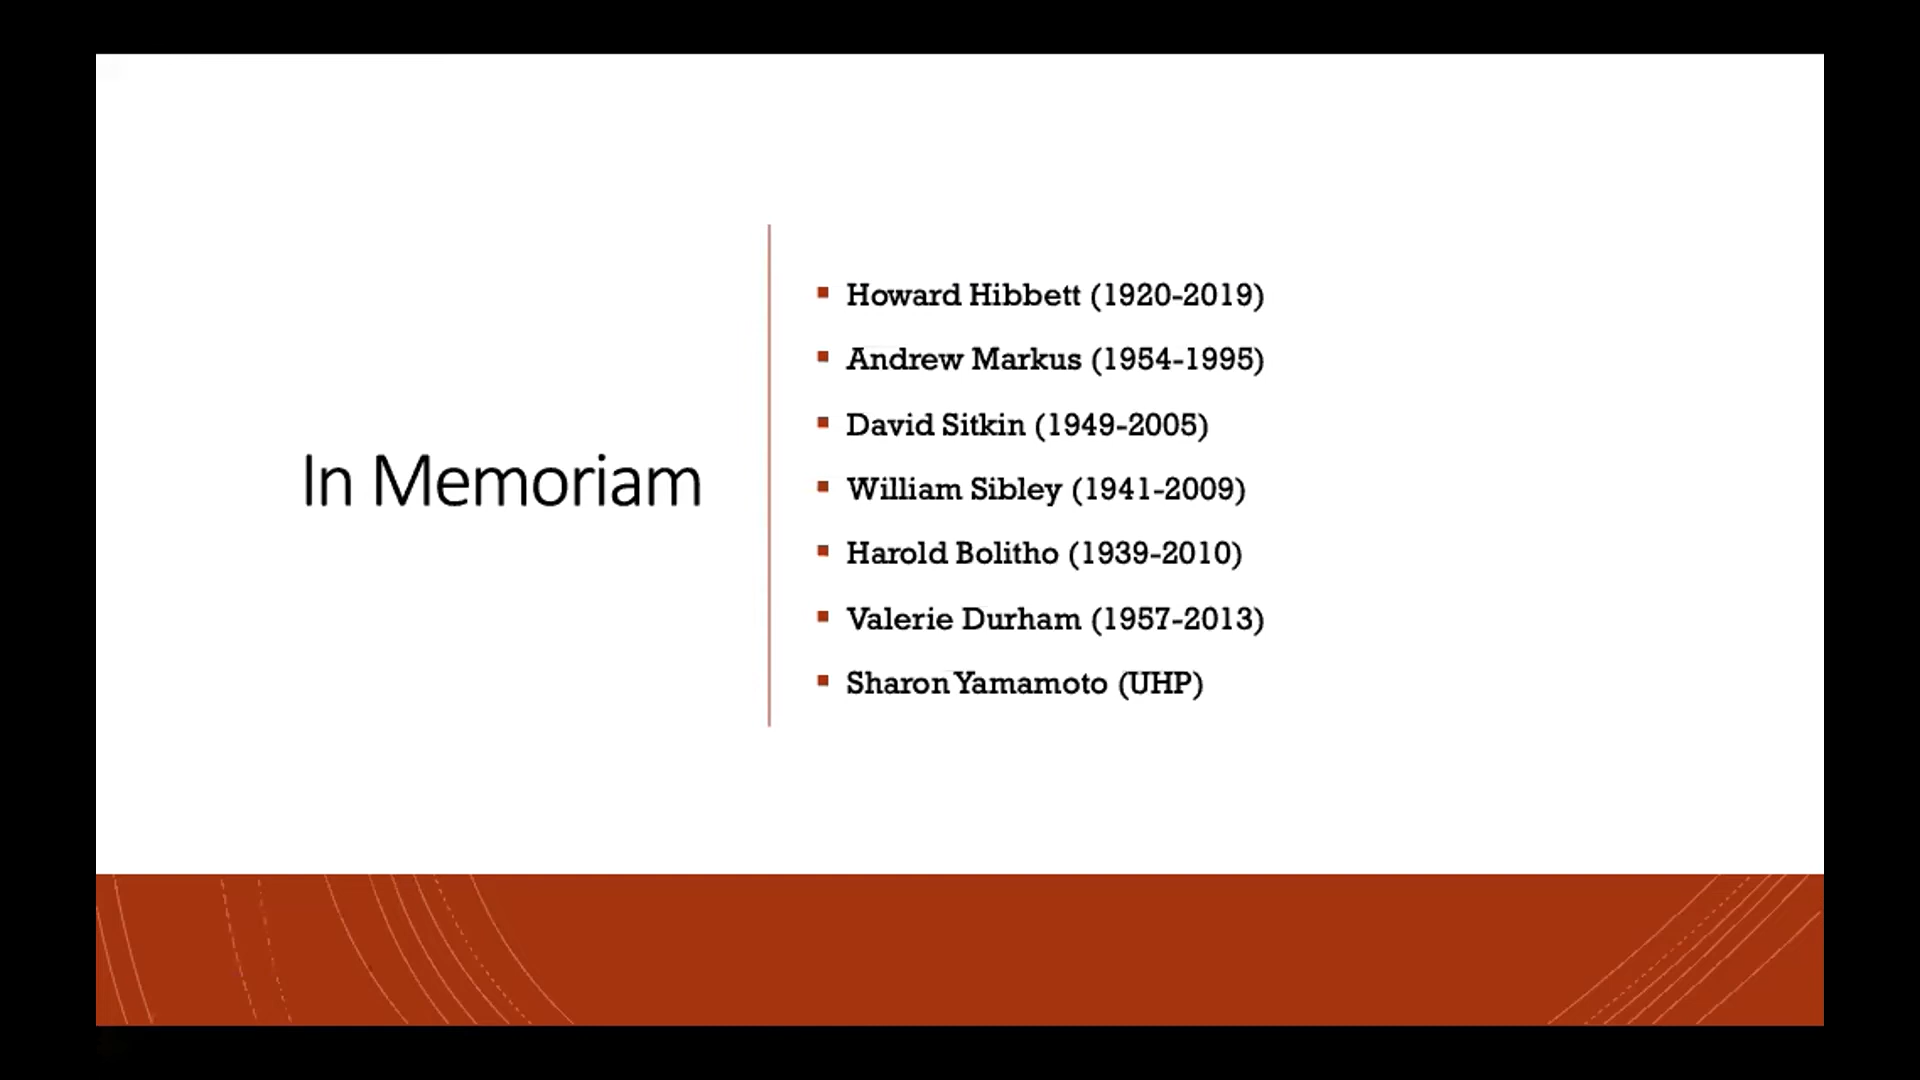 In Memoriam
Howard Hibbett (1920-2019)
Andrew Markus (1954-1995)
David Sitkin (1949-2005)
William Sibley (1941-2009)
Harold Bolitho (1939-2010)
Valerie Durham (1957-2013)
Sharon Yamamoto (UHP)